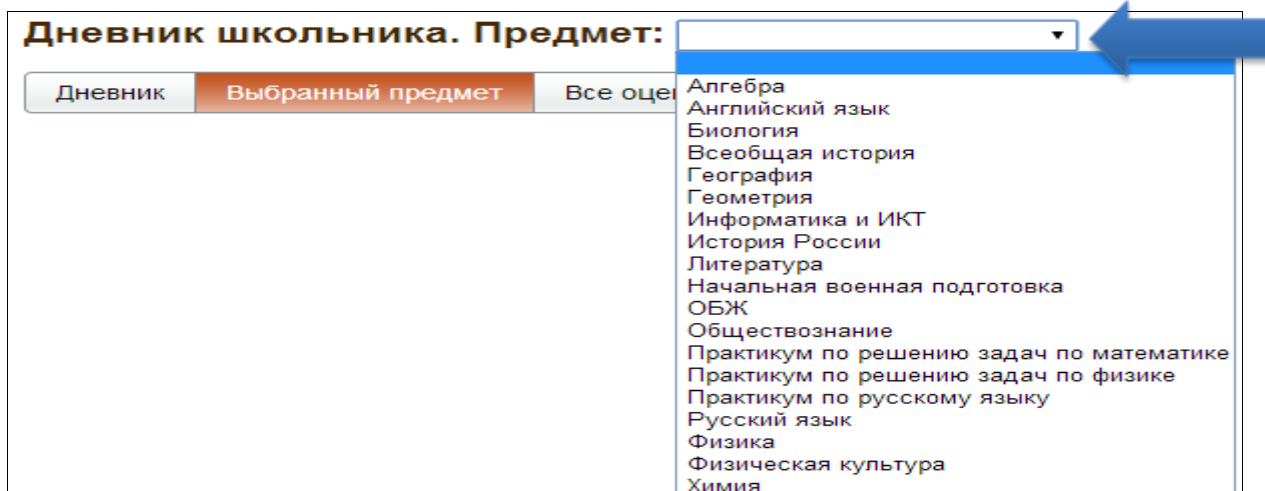 Дневник школьника. Предмет:
Дневник Выбранный предмет Все
Алгебра
Английский язык
Биология
Всеобщая история
География
Геометрия
Информатика и ИКТ
История России
Литература
Начальная военная подготовка
ОБЖ
Обществознание
Практикум по решению задач по математике
Практикум по решению задач по физике
Практикум по русскому языку
Русский язык
Физика
Физическая культура
Химия